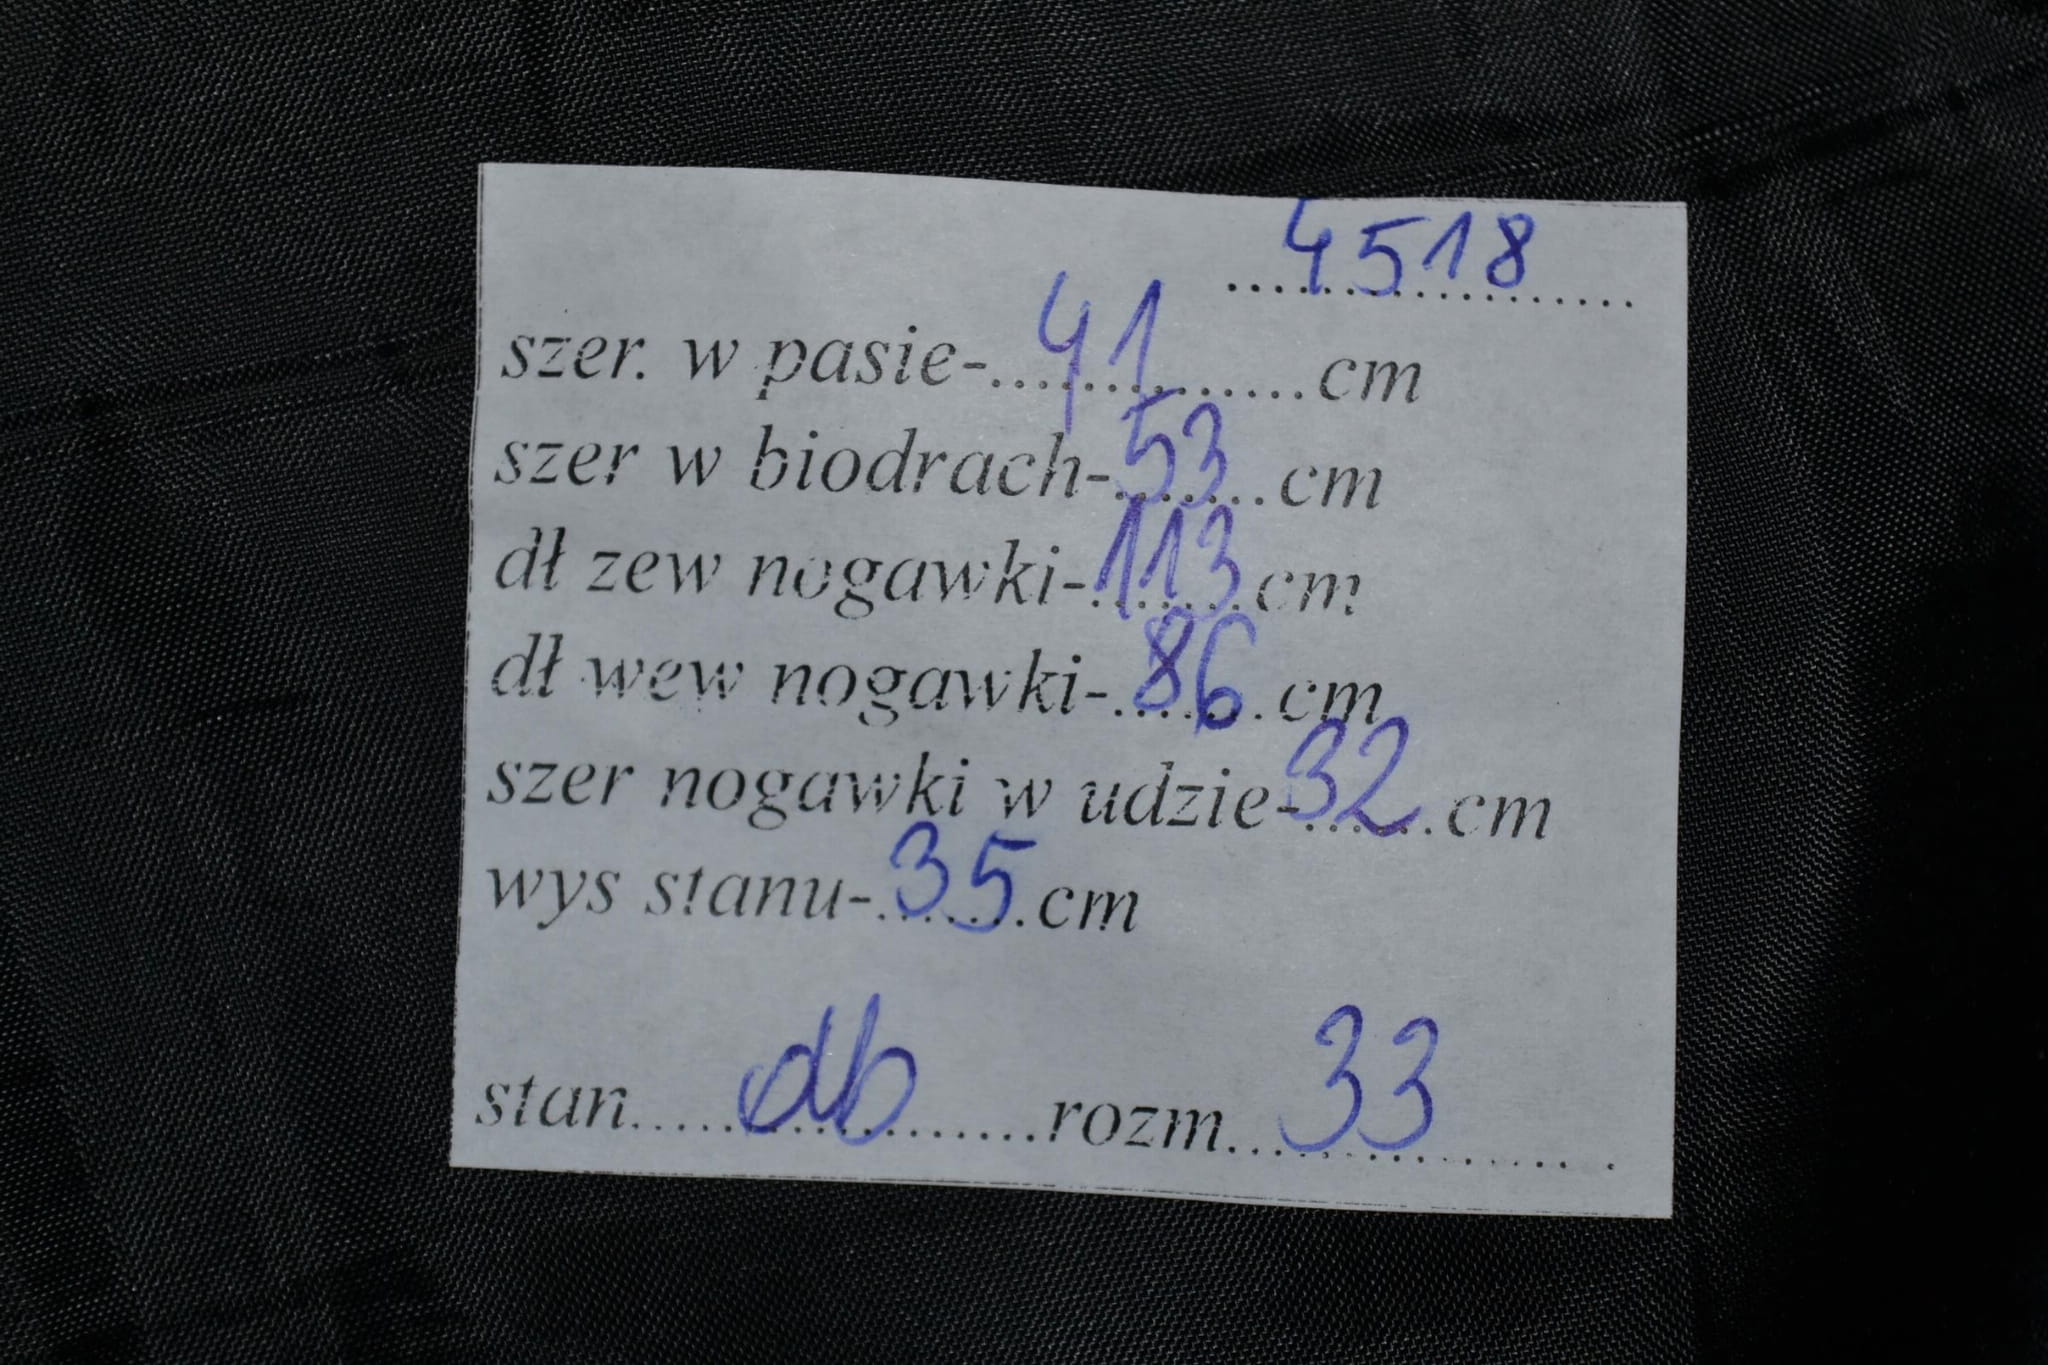 4518
szer. w pasie-41cm
szer w biodrach-53cm
dł zew nogawki-113cm
dł wew nogawki-86cm
szer nogawki w udzie-32cm
wys stanu-35cm
stan.....db..........rozm...33..............